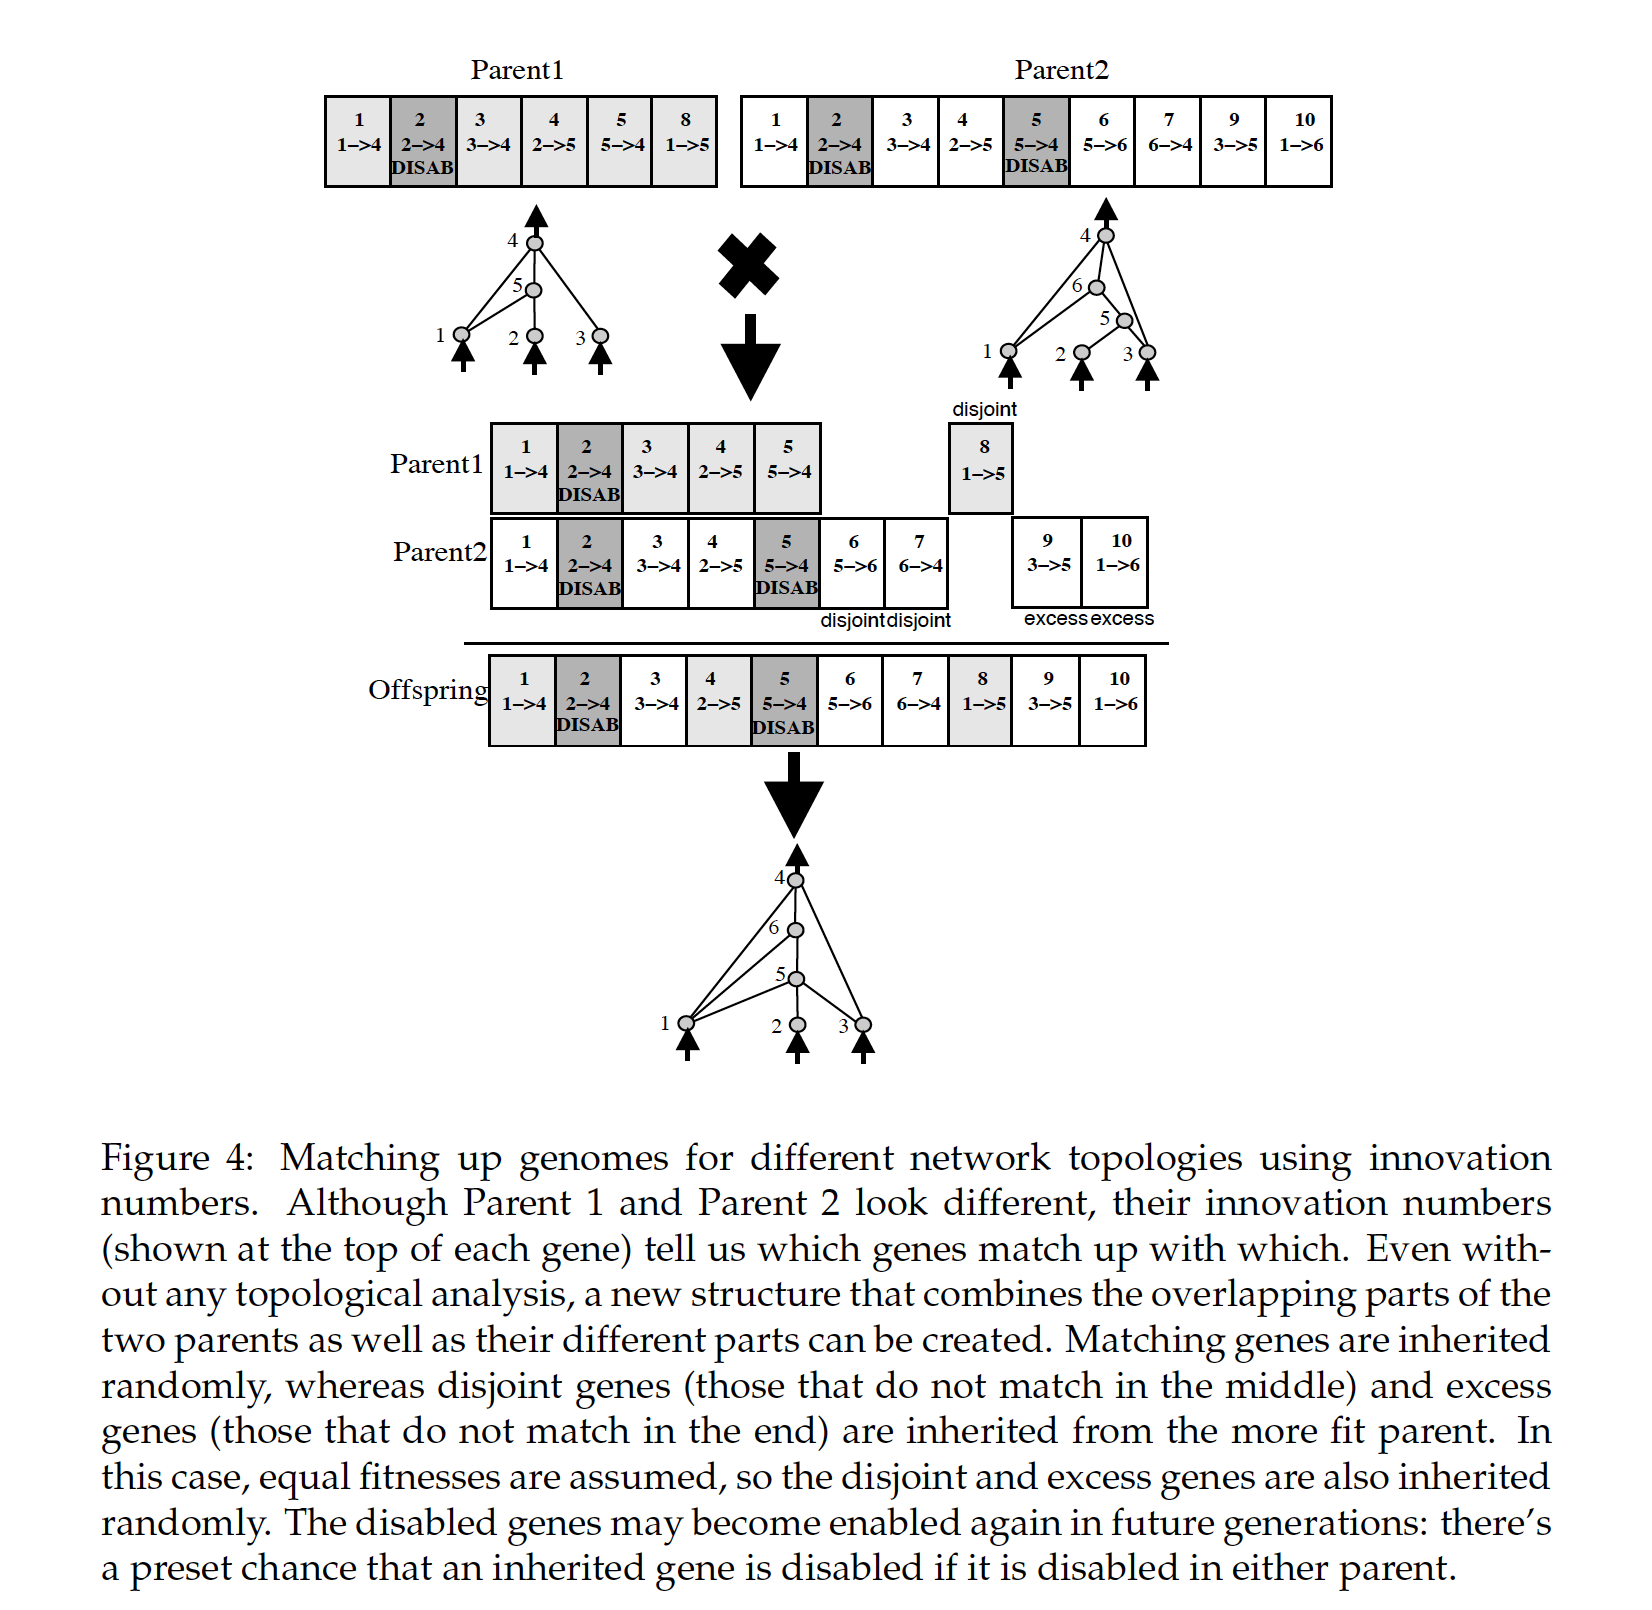 Parent1 Parent2
1 2 3 4 5 8 1 2 3 4 5 6 7 9 10
1–>4 2–>4 3–>4 2–>5 5–>4 1–>5 1–>4 2–>4 3–>4 2–>5 5–>4 5–>6 6–>4 3–>5 1–>6
DISAB DISAB DISAB
4 4
5 6
5
1 2 3 1 2 3
disjoint
Parent1 1 2 3 4 5 8
1–>4 2–>4 3–>4 2–>5 5–>4 1–>5
DISAB
Parent2 1 2 3 4 5 6 7 9 10
1–>4 2–>4 3–>4 2–>5 5–>4 5–>6 6–>4 3–>5 1–>6
DISAB DISAB
disjoint disjoint excess excess
Offspring 1 2 3 4 5 6 7 8 9 10
1–>4 2–>4 3–>4 2–>5 5–>4 5–>6 6–>4 1–>5 3–>5 1–>6
DISAB DISAB
4
6
5
1 2 3
Figure 4: Matching up genomes for different network topologies using innovation
numbers. Although Parent 1 and Parent 2 look different, their innovation numbers
(shown at the top of each gene) tell us which genes match up with which. Even with-
out any topological analysis, a new structure that combines the overlapping parts of the
two parents as well as their different parts can be created. Matching genes are inherited
randomly, whereas disjoint genes (those that do not match in the middle) and excess
genes (those that do not match in the end) are inherited from the more fit parent. In
this case, equal fitnesses are assumed, so the disjoint and excess genes are also inherited
randomly. The disabled genes may become enabled again in future generations: there’s
a preset chance that an inherited gene is disabled if it is disabled in either parent.